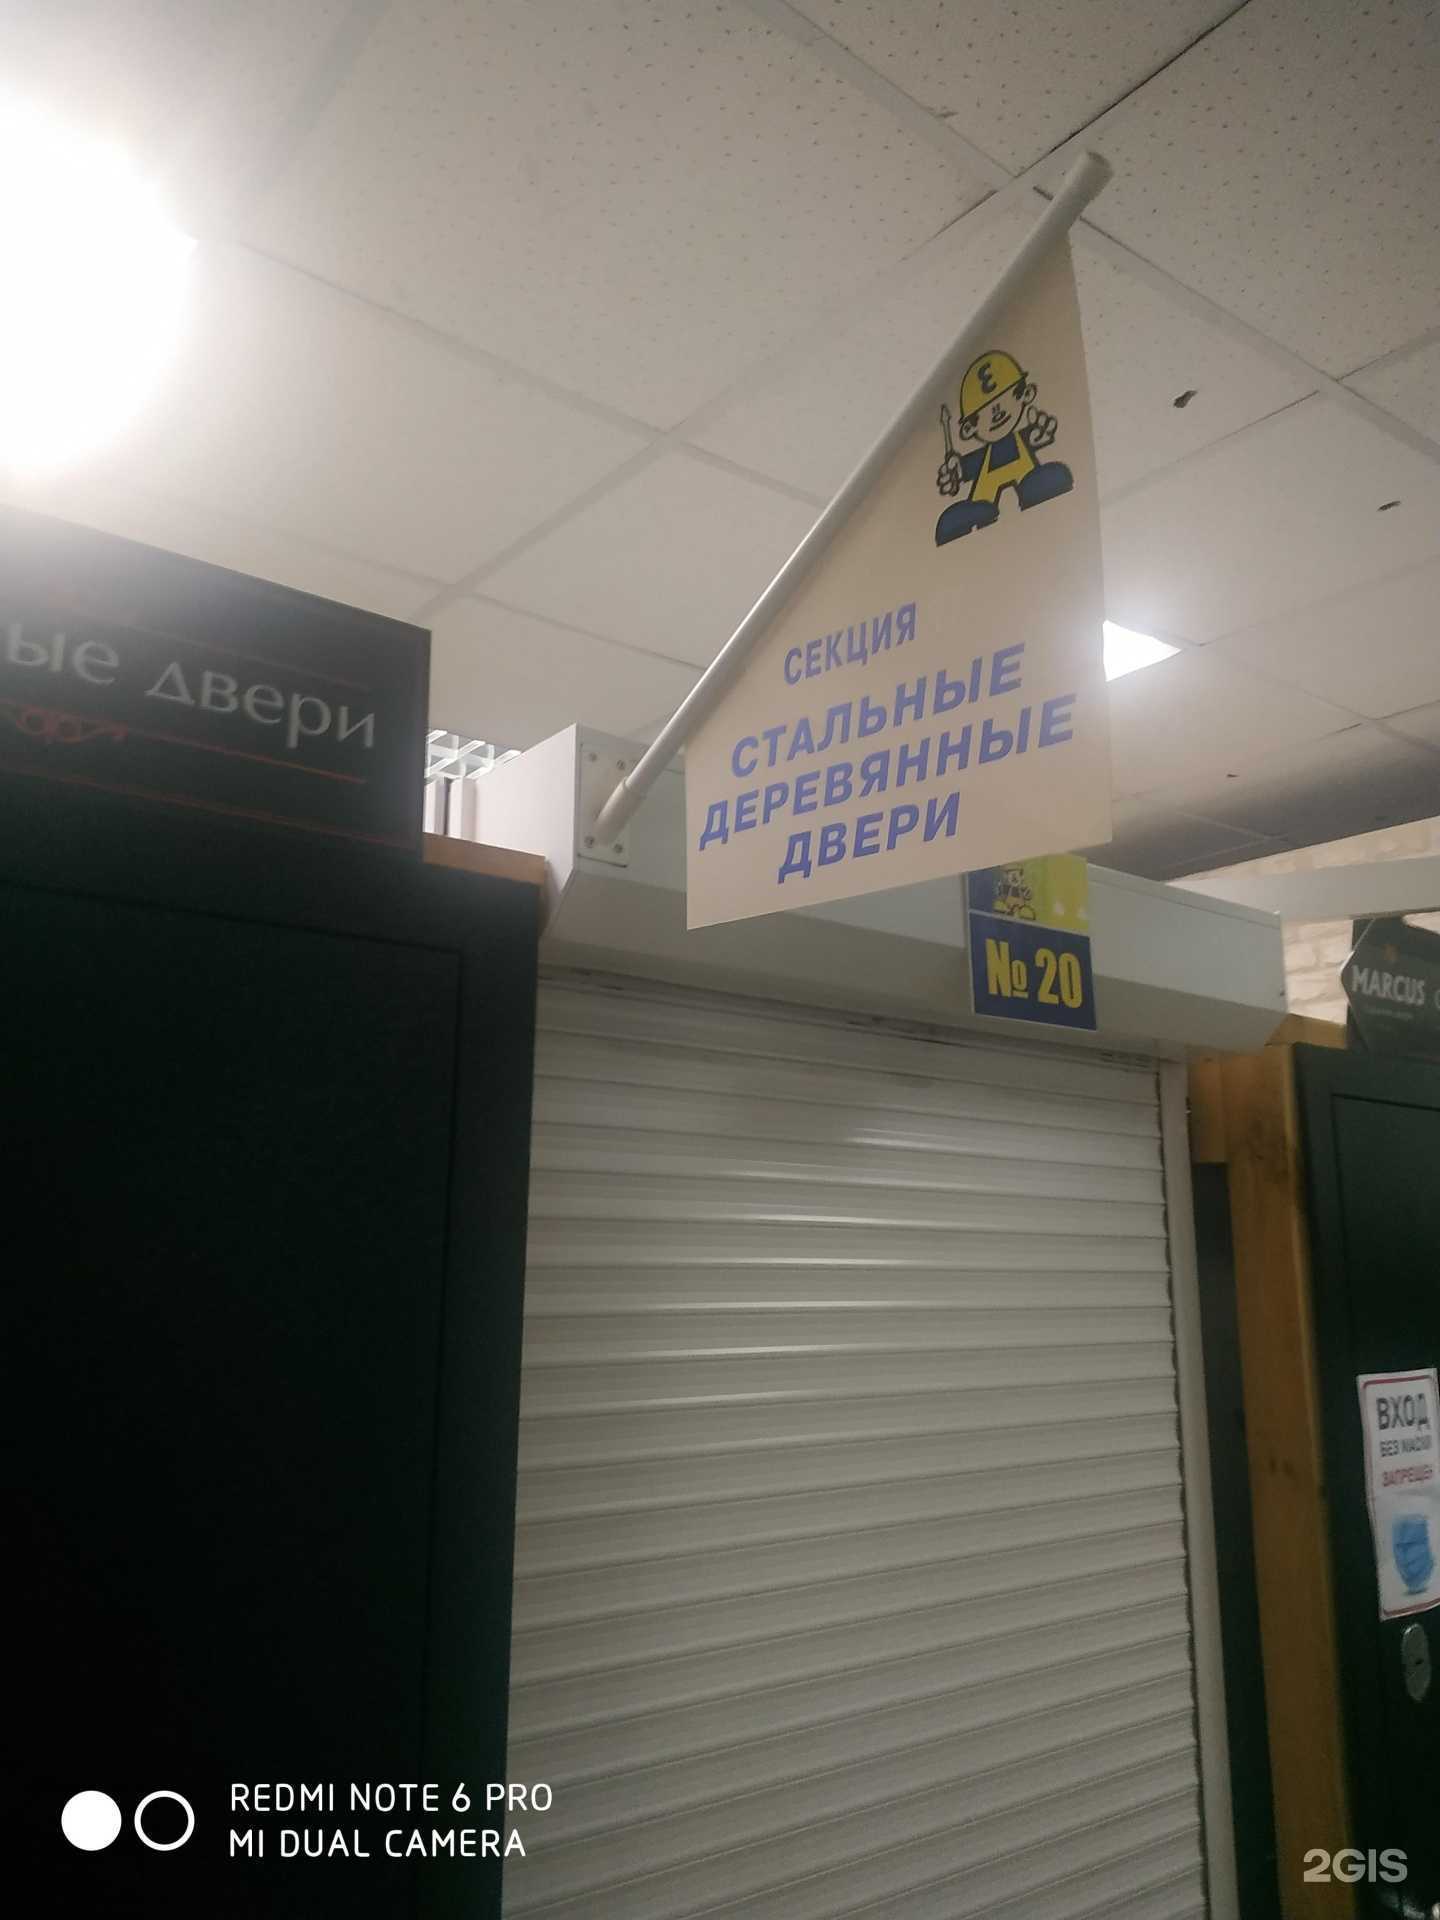 Є
СЕКЦИЯ
СТАЛЬНЫЕ
ДЕРЕВЯННЫЕ
ДВЕРИ
ые двери
№ 20
MARCUS
ВХОД
БЕЗ МАСКИ
ЗАПРЕЩЕН
REDMI NOTE 6 PRO
MI DUAL CAMERA
2GIS